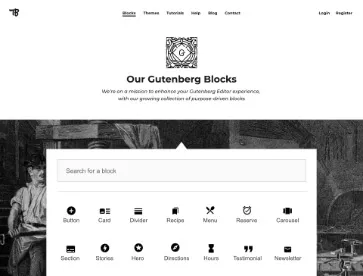 TB
Blocks Themes Tutorials Help Blog Contact Login Register
G
Our Gutenberg Blocks
We're on a mission to enhance your Gutenberg Editor experience,
with our growing collection of purpose-driven blocks
Search for a block
Button Card Divider Recipe Menu Reserve Carousel
Section Stories Hero Directions Hours Testimonial Newsletter